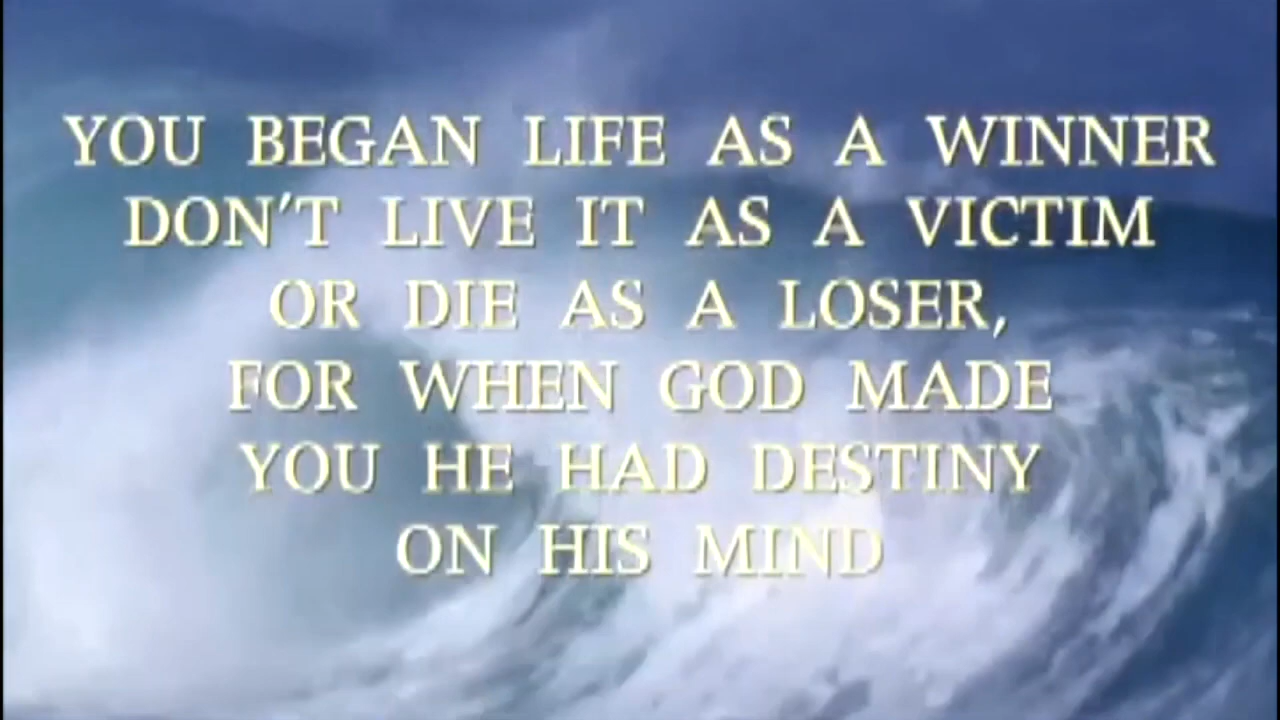 YOU BEGAN LIFE AS A WINNER
DON'T LIVE IT AS A VICTIM
OR DIE AS A LOSER,
FOR WHEN GOD MADE
YOU HE HAD DESTINY
ON HIS MIND